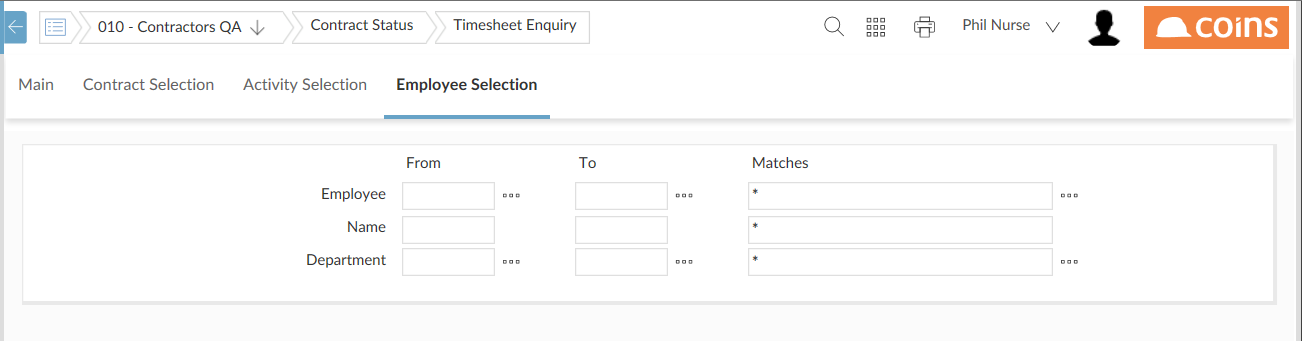 010 - Contractors QA Contract Status Timesheet Enquiry Phil Nurse coins
Main Contract Selection Activity Selection Employee Selection
From To Matches
Employee *
Name *
Department *